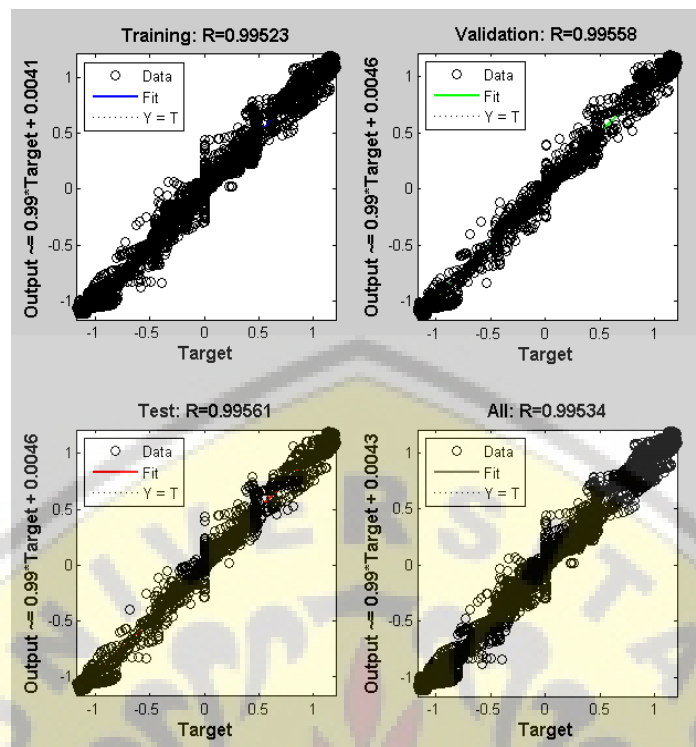 Training: R=0.99523
Output ~= 0.99*Target + 0.0041
1
0.5
0
-0.5
-1
Data
Fit
Y = T
-1 -0.5 0 0.5 1
Target
Validation: R=0.99558
Output ~= 0.99*Target + 0.0046
1
0.5
0
-0.5
-1
Data
Fit
Y = T
-1 -0.5 0 0.5 1
Target
Test: R=0.99561
Output ~= 0.99*Target + 0.0046
1
0.5
0
-0.5
-1
Data
Fit
Y = T
-1 -0.5 0 0.5 1
Target
All: R=0.99534
Output ~= 0.99*Target + 0.0043
1
0.5
0
-0.5
-1
Data
Fit
Y = T
-1 -0.5 0 0.5 1
Target